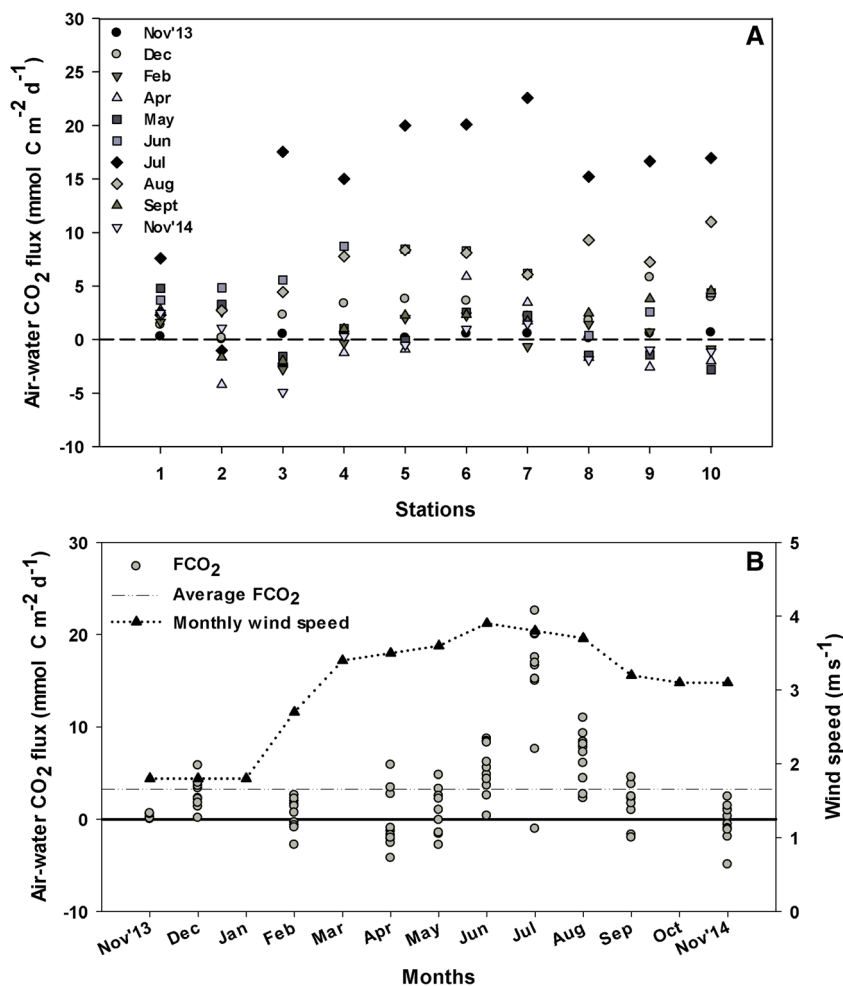 A
Air-water CO2 flux (mmol C m-2 d-1)
30
25
20
15
10
5
0
-5
-10
Nov'13
Dec
Feb
Apr
May
Jun
Jul
Aug
Sept
Nov'14
1 2 3 4 5 6 7 8 9 10
Stations
B
Air-water CO2 flux (mmol C m-2 d-1)
30
20
10
0
-10
FCO2
Average FCO2
Monthly wind speed
5
4
3
2
1
0
Wind speed (m s-1)
Nov'13 Dec Jan Feb Mar Apr May Jun Jul Aug Sep Oct Nov'14
Months